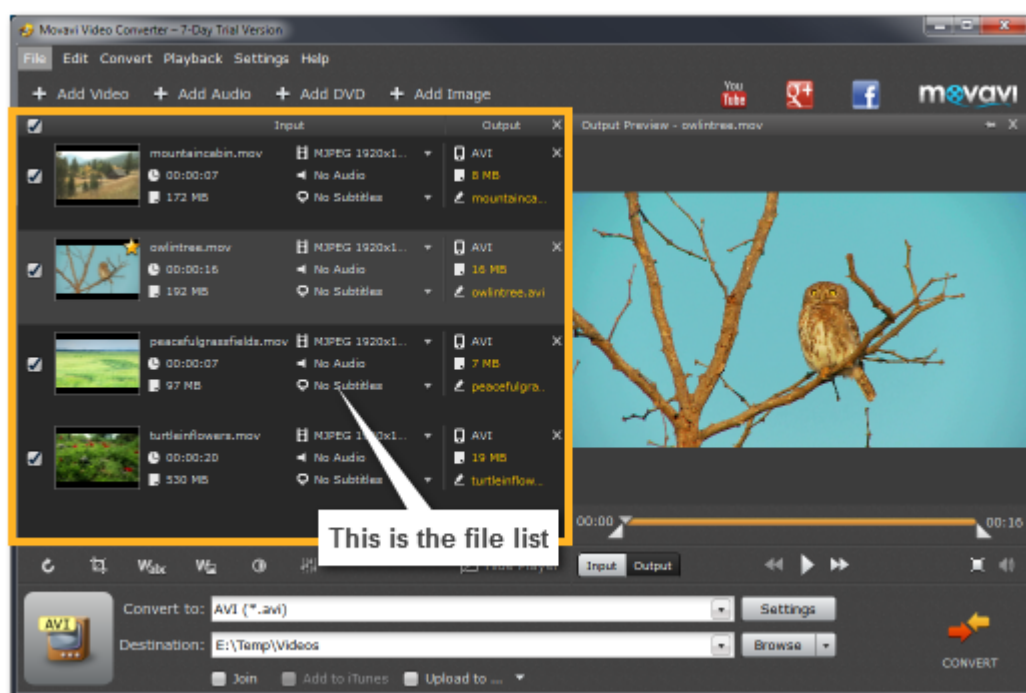 Movavi Video Converter – 7-Day Trial Version
File Edit Convert Playback Settings Help
+ Add Video + Add Audio + Add DVD + Add Image
You Tube
g+
f
movavi
Input Output X
Output Preview - owlintree.mov
mountaincabin.mov MJPEG 1920x1... AVI
00:00:07 No Audio 8 MB
172 MB No Subtitles mountainca...
owlintree.mov MJPEG 1920x1... AVI
00:00:16 No Audio 16 MB
192 MB No Subtitles owlintree.avi
peacefulgrassfields.mov MJPEG 1920x1... AVI
00:00:07 No Audio 7 MB
97 MB No Subtitles peacefulgra...
turtleinflowers.mov MJPEG 1920x1... AVI
00:00:20 No Audio 19 MB
530 MB No Subtitles turtleinflow...
This is the file list
00:00 00:16
Wabc W Player
Input Output
AVI
Convert to: AVI (*.avi) Settings
Destination: E:\Temp\Videos Browse
CONVERT
Join Add to iTunes Upload to ...